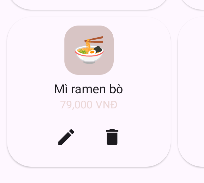 Mì ramen bò
79,000 VNĐ